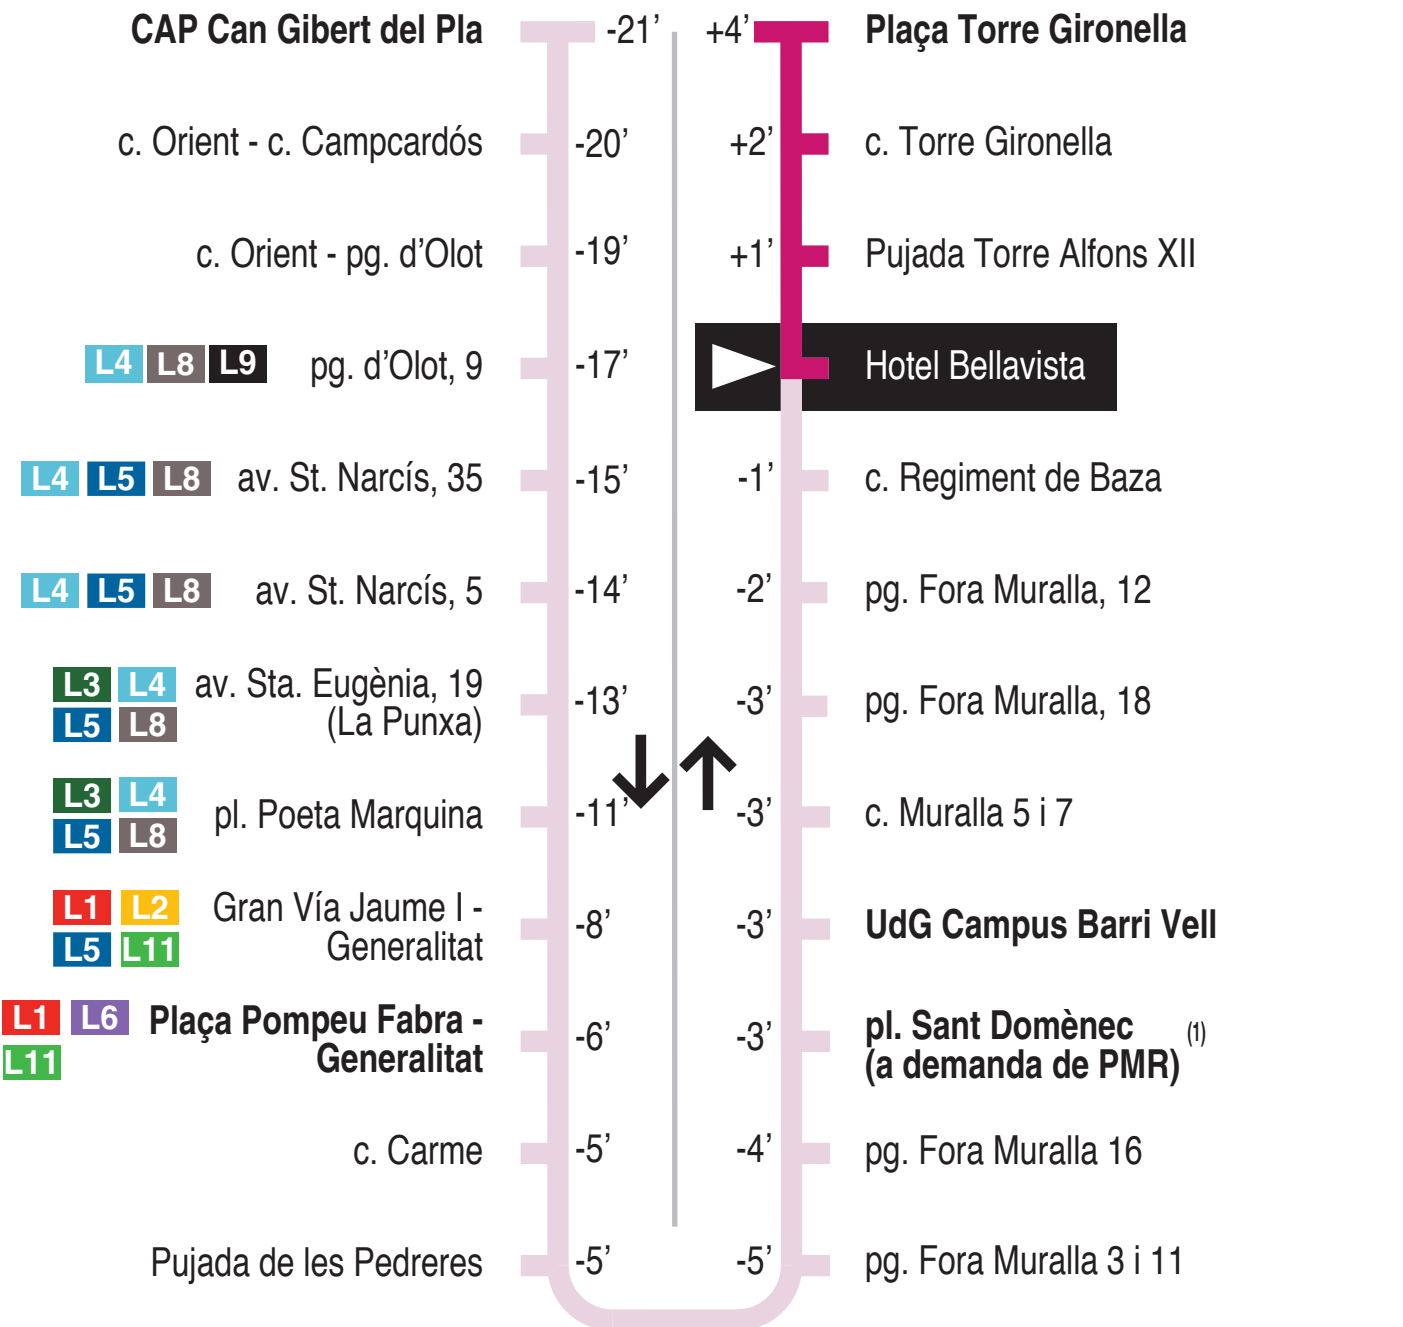 CAP Can Gibert del Pla -21’
c. Orient - c. Campcardós -20’
c. Orient - pg. d’Olot -19’
L4 L8 L9 pg. d’Olot, 9 -17’
L4 L5 L8 av. St. Narcís, 35 -15’
L4 L5 L8 av. St. Narcís, 5 -14’
L3 L4 av. Sta. Eugènia, 19
L5 L8 (La Punxa) -13’
L3 L4
L5 L8 pl. Poeta Marquina -11’
L1 L2 Gran Vía Jaume I -
L5 L11 Generalitat -8’
L1 L6 Plaça Pompeu Fabra -
L11 Generalitat -6’
c. Carme -5’
Pujada de les Pedreres -5’
+4’ Plaça Torre Gironella
+2’ c. Torre Gironella
+1’ Pujada Torre Alfons XII
Hotel Bellavista
-1’ c. Regiment de Baza
-2’ pg. Fora Muralla, 12
-3’ pg. Fora Muralla, 18
-3’ c. Muralla 5 i 7
-3’ UdG Campus Barri Vell
-3’ pl. Sant Domènec (1)
(a demanda de PMR)
-4’ pg. Fora Muralla 16
-5’ pg. Fora Muralla 3 i 11